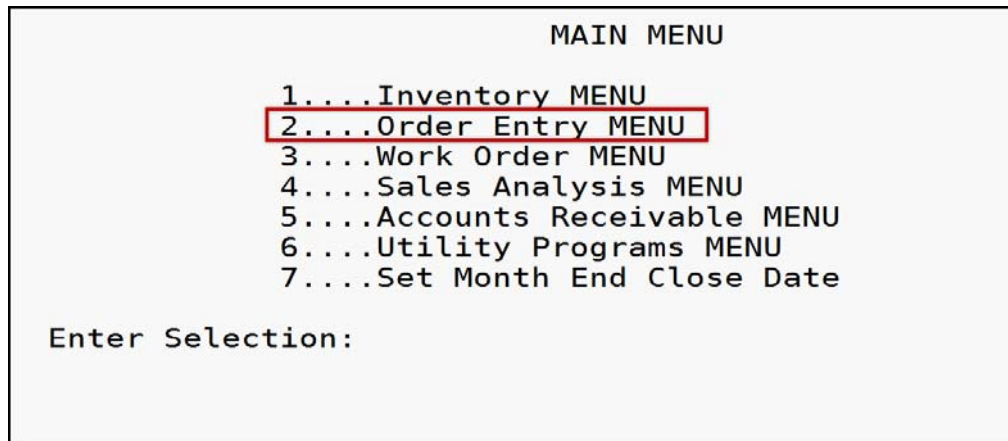 MAIN MENU
1....Inventory MENU
2....Order Entry MENU
3....Work Order MENU
4....Sales Analysis MENU
5....Accounts Receivable MENU
6....Utility Programs MENU
7....Set Month End Close Date
Enter Selection: